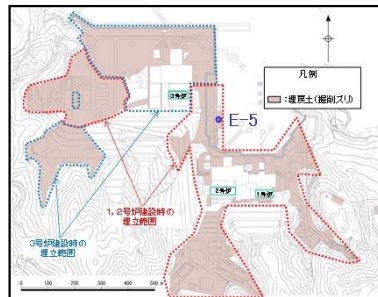 凡例
:埋戻土(掘削ズリ)
3号炉
E-5
2号炉
1号炉
1, 2号炉建設時の
埋立範囲
3号炉建設時の
埋立範囲
0 100 200 300 400 500 m